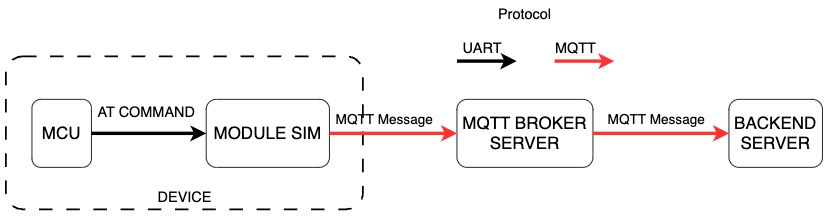 Protocol
UART
MQTT
AT COMMAND
MQTT Message
MQTT Message
MCU
MODULE SIM
MQTT BROKER
SERVER
BACKEND
SERVER
DEVICE